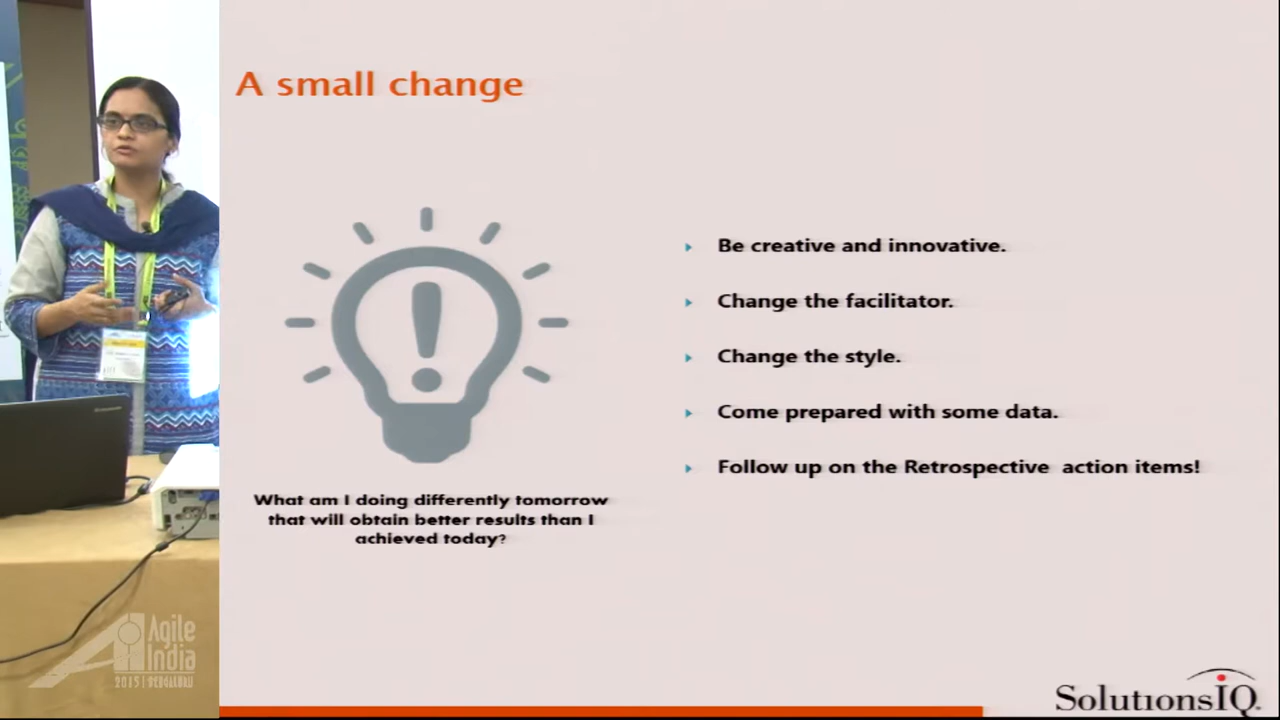 A small change
Be creative and innovative.
Change the facilitator.
Change the style.
Come prepared with some data.
Follow up on the Retrospective action items!
What am I doing differently tomorrow
that will obtain better results than I
achieved today?
Agile
India
2015 | BENGALURU
SolutionsIQ